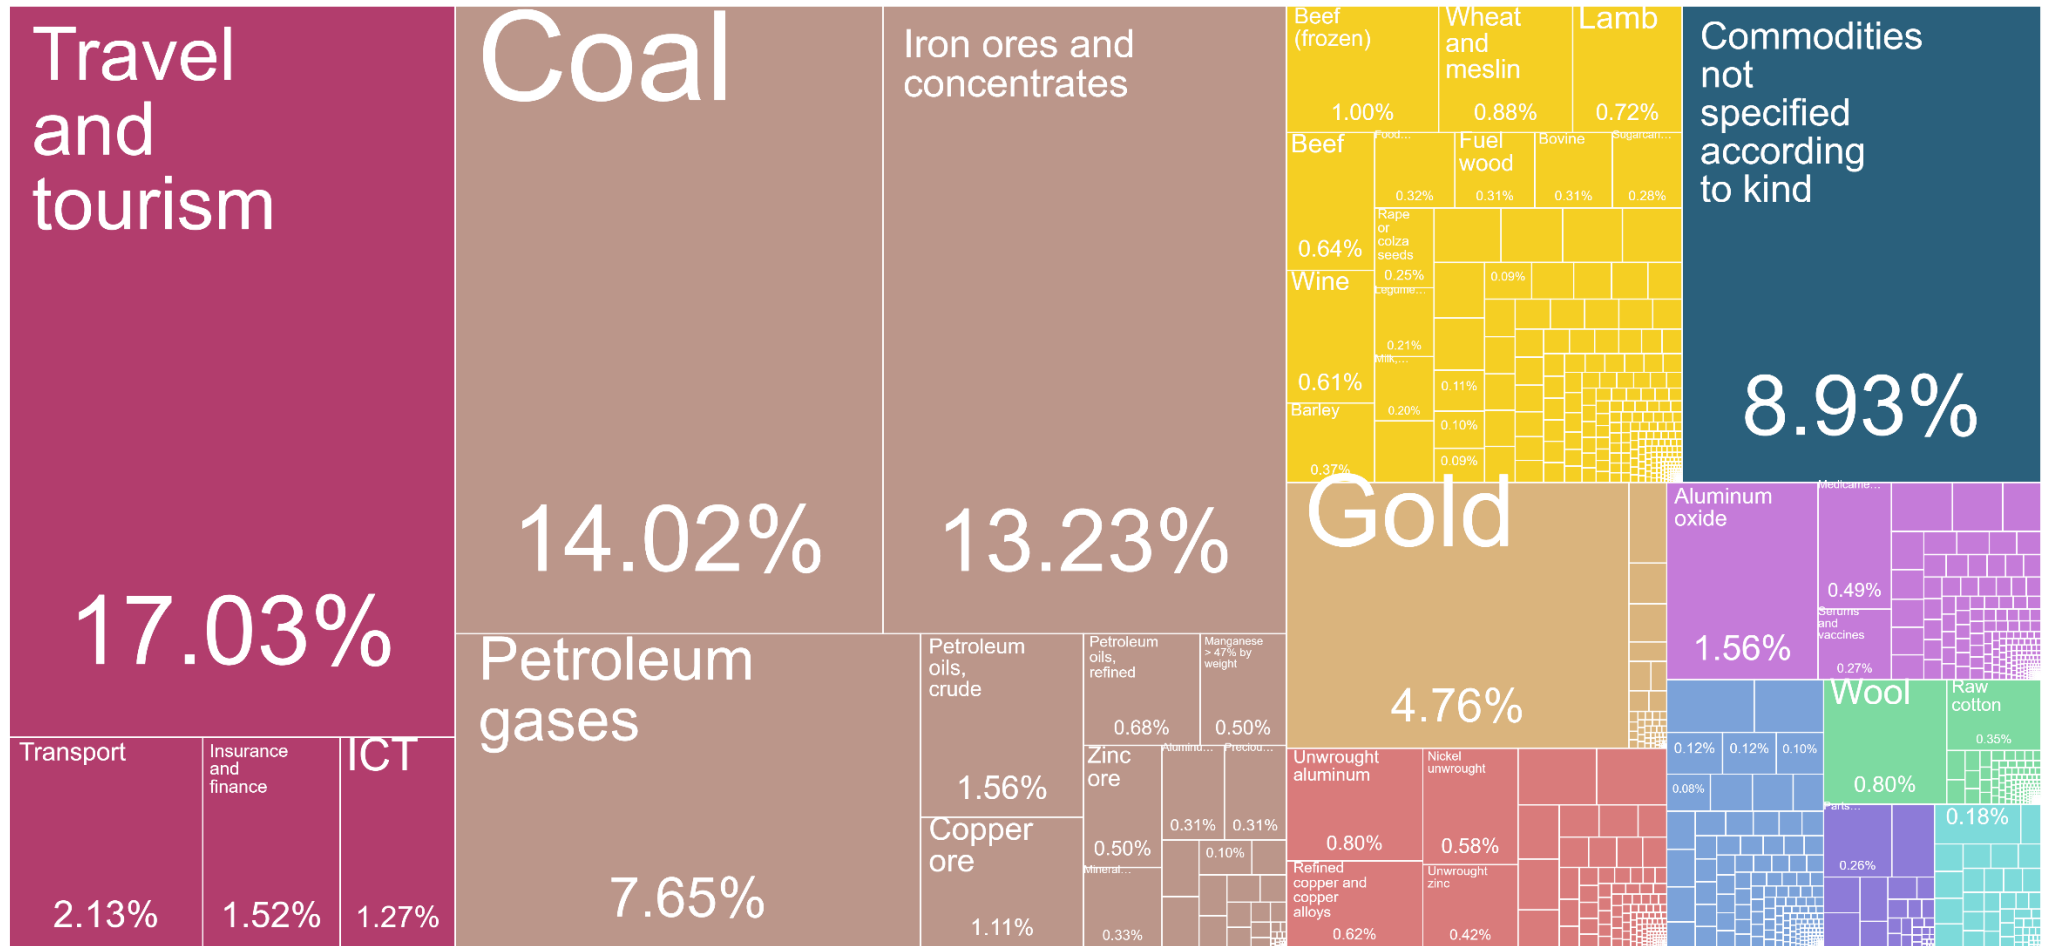 Travel
and
tourism
17.03%
Transport
2.13%
Insurance
and
finance
1.52%
ICT
1.27%
Coal
14.02%
Iron ores and
concentrates
13.23%
Petroleum
gases
7.65%
Petroleum
oils,
crude
1.56%
Copper
ore
1.11%
Petroleum
oils,
refined
0.68%
Manganese
> 47% by
weight
0.50%
Zinc
ore
0.50%
Mineral...
0.33%
Aluminu...
0.31%
Preciou...
0.31%
0.10%
Beef
(frozen)
1.00%
Wheat
and
meslin
0.88%
Lamb
0.72%
Beef
0.64%
Wine
0.61%
Barley
0.37%
Food...
0.32%
Fuel
wood
0.31%
Bovine
0.31%
Sugarcan...
0.28%
Rape
or
colza
seeds
0.25%
Legume...
0.21%
Milk,...
0.20%
0.11%
0.10%
0.09%
0.09%
Commodities
not
specified
according
to kind
8.93%
Gold
4.76%
Unwrought
aluminum
0.80%
Refined
copper and
copper
alloys
0.62%
Nickel
unwrought
0.58%
Unwrought
zinc
0.42%
Aluminum
oxide
1.56%
Medicame...
0.49%
Serums
and
vaccines
0.27%
0.12%
0.12%
0.10%
0.08%
Wool
0.80%
Raw
cotton
0.35%
Parts...
0.26%
0.18%